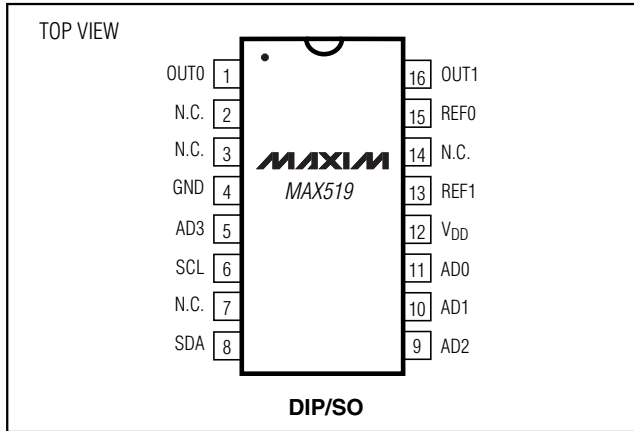 TOP VIEW
OUT0 1 16 OUT1
N.C. 2 15 REF0
N.C. 3 14 N.C.
MAXIM
GND 4 MAX519 13 REF1
AD3 5 12 VDD
SCL 6 11 AD0
N.C. 7 10 AD1
SDA 8 9 AD2
DIP/SO